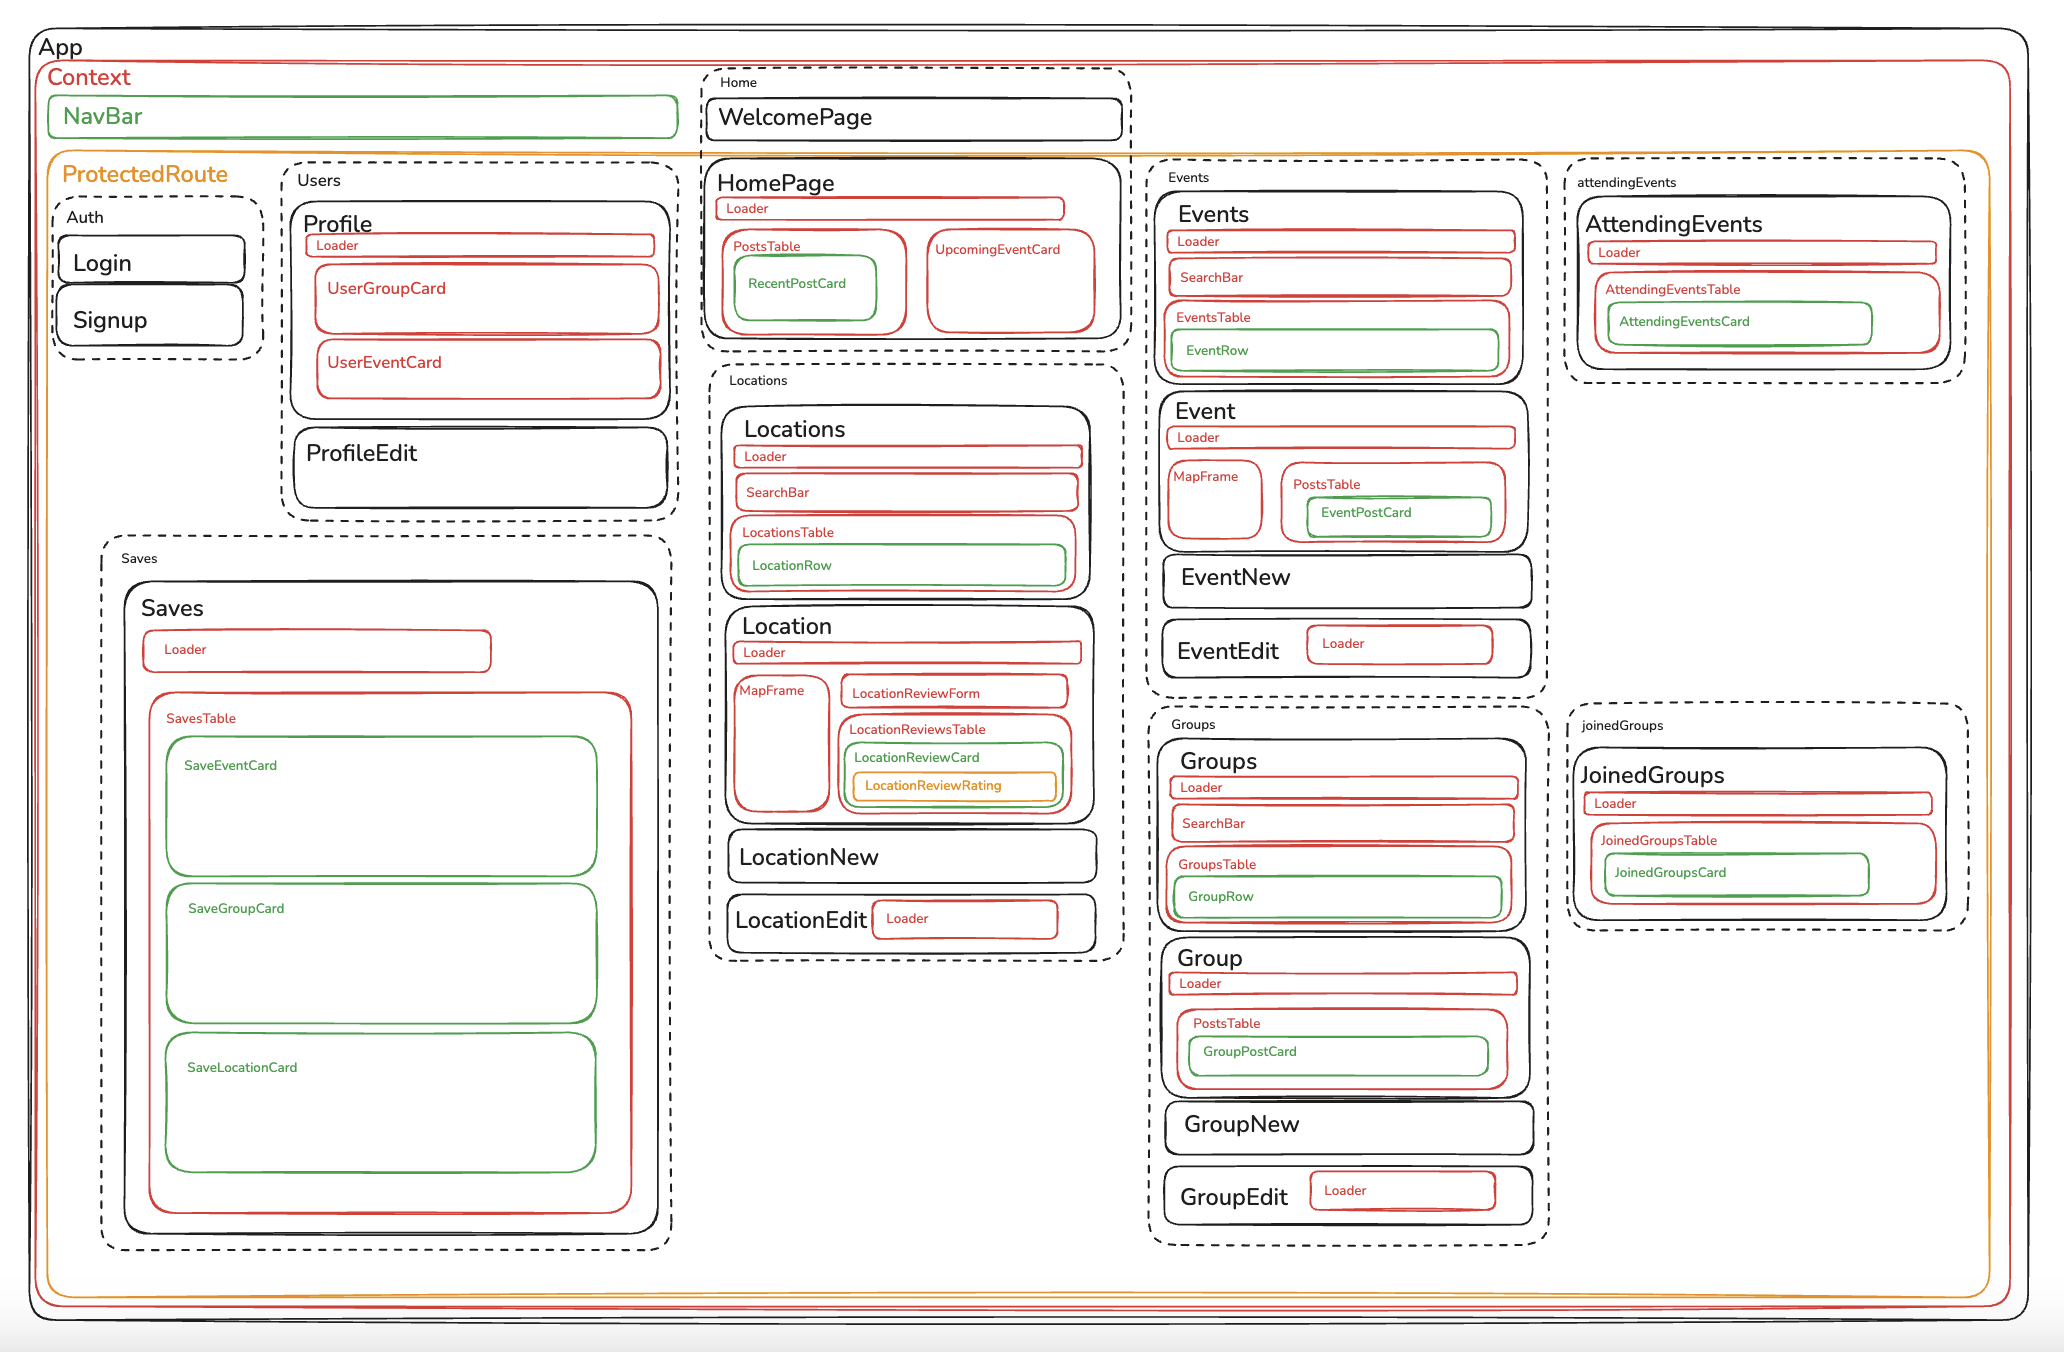 App
Context
NavBar
Home
WelcomePage
ProtectedRoute
Auth
Login
Signup
Users
Profile
Loader
UserGroupCard
UserEventCard
ProfileEdit
Saves
Saves
Loader
SavesTable
SaveEventCard
SaveGroupCard
SaveLocationCard
HomePage
Loader
PostsTable
RecentPostCard
UpcomingEventCard
Locations
Locations
Loader
SearchBar
LocationsTable
LocationRow
Location
Loader
MapFrame
LocationReviewForm
LocationReviewsTable
LocationReviewCard
LocationReviewRating
LocationNew
LocationEdit
Loader
Events
Events
Loader
SearchBar
EventsTable
EventRow
Event
Loader
MapFrame
PostsTable
EventPostCard
EventNew
EventEdit
Loader
Groups
Groups
Loader
SearchBar
GroupsTable
GroupRow
Group
Loader
PostsTable
GroupPostCard
GroupNew
GroupEdit
Loader
attendingEvents
AttendingEvents
Loader
AttendingEventsTable
AttendingEventsCard
joinedGroups
JoinedGroups
Loader
JoinedGroupsTable
JoinedGroupsCard